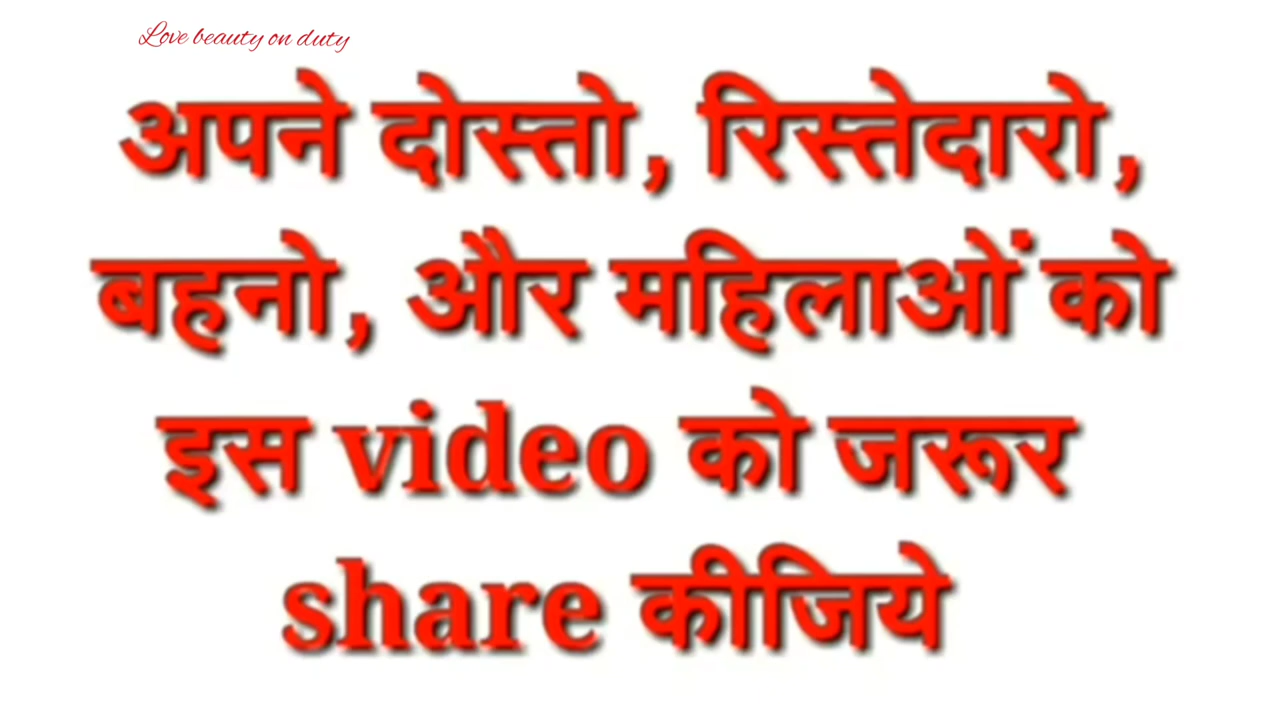 Love beauty on duty
अपने दोस्तो, रिस्तेदारो,
बहनो, और महिलाओं को
इस video को जरूर
share कीजिये